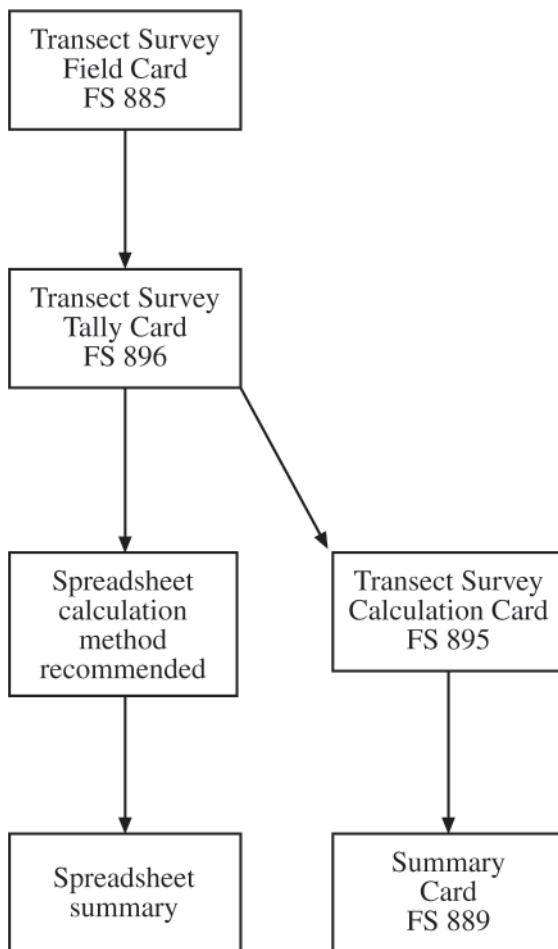 Transect Survey
Field Card
FS 885
Transect Survey
Tally Card
FS 896
Spreadsheet
calculation
method
recommended
Transect Survey
Calculation Card
FS 895
Spreadsheet
summary
Summary
Card
FS 889